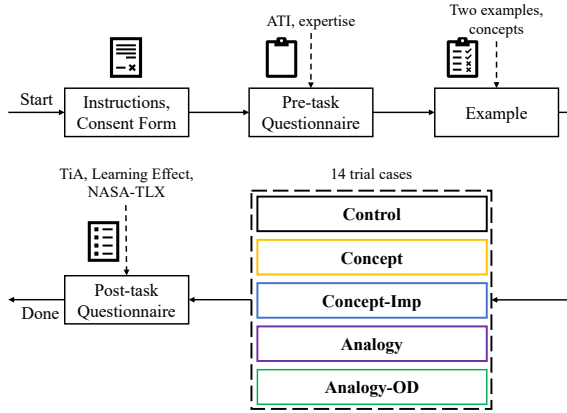 Two examples,
concepts
ATI, expertise
Start
Instructions,
Consent Form
Pre-task
Questionnaire
Example
TiA, Learning Effect,
NASA-TLX
14 trial cases
Control
Concept
Concept-Imp
Analogy
Analogy-OD
Post-task
Questionnaire
Done